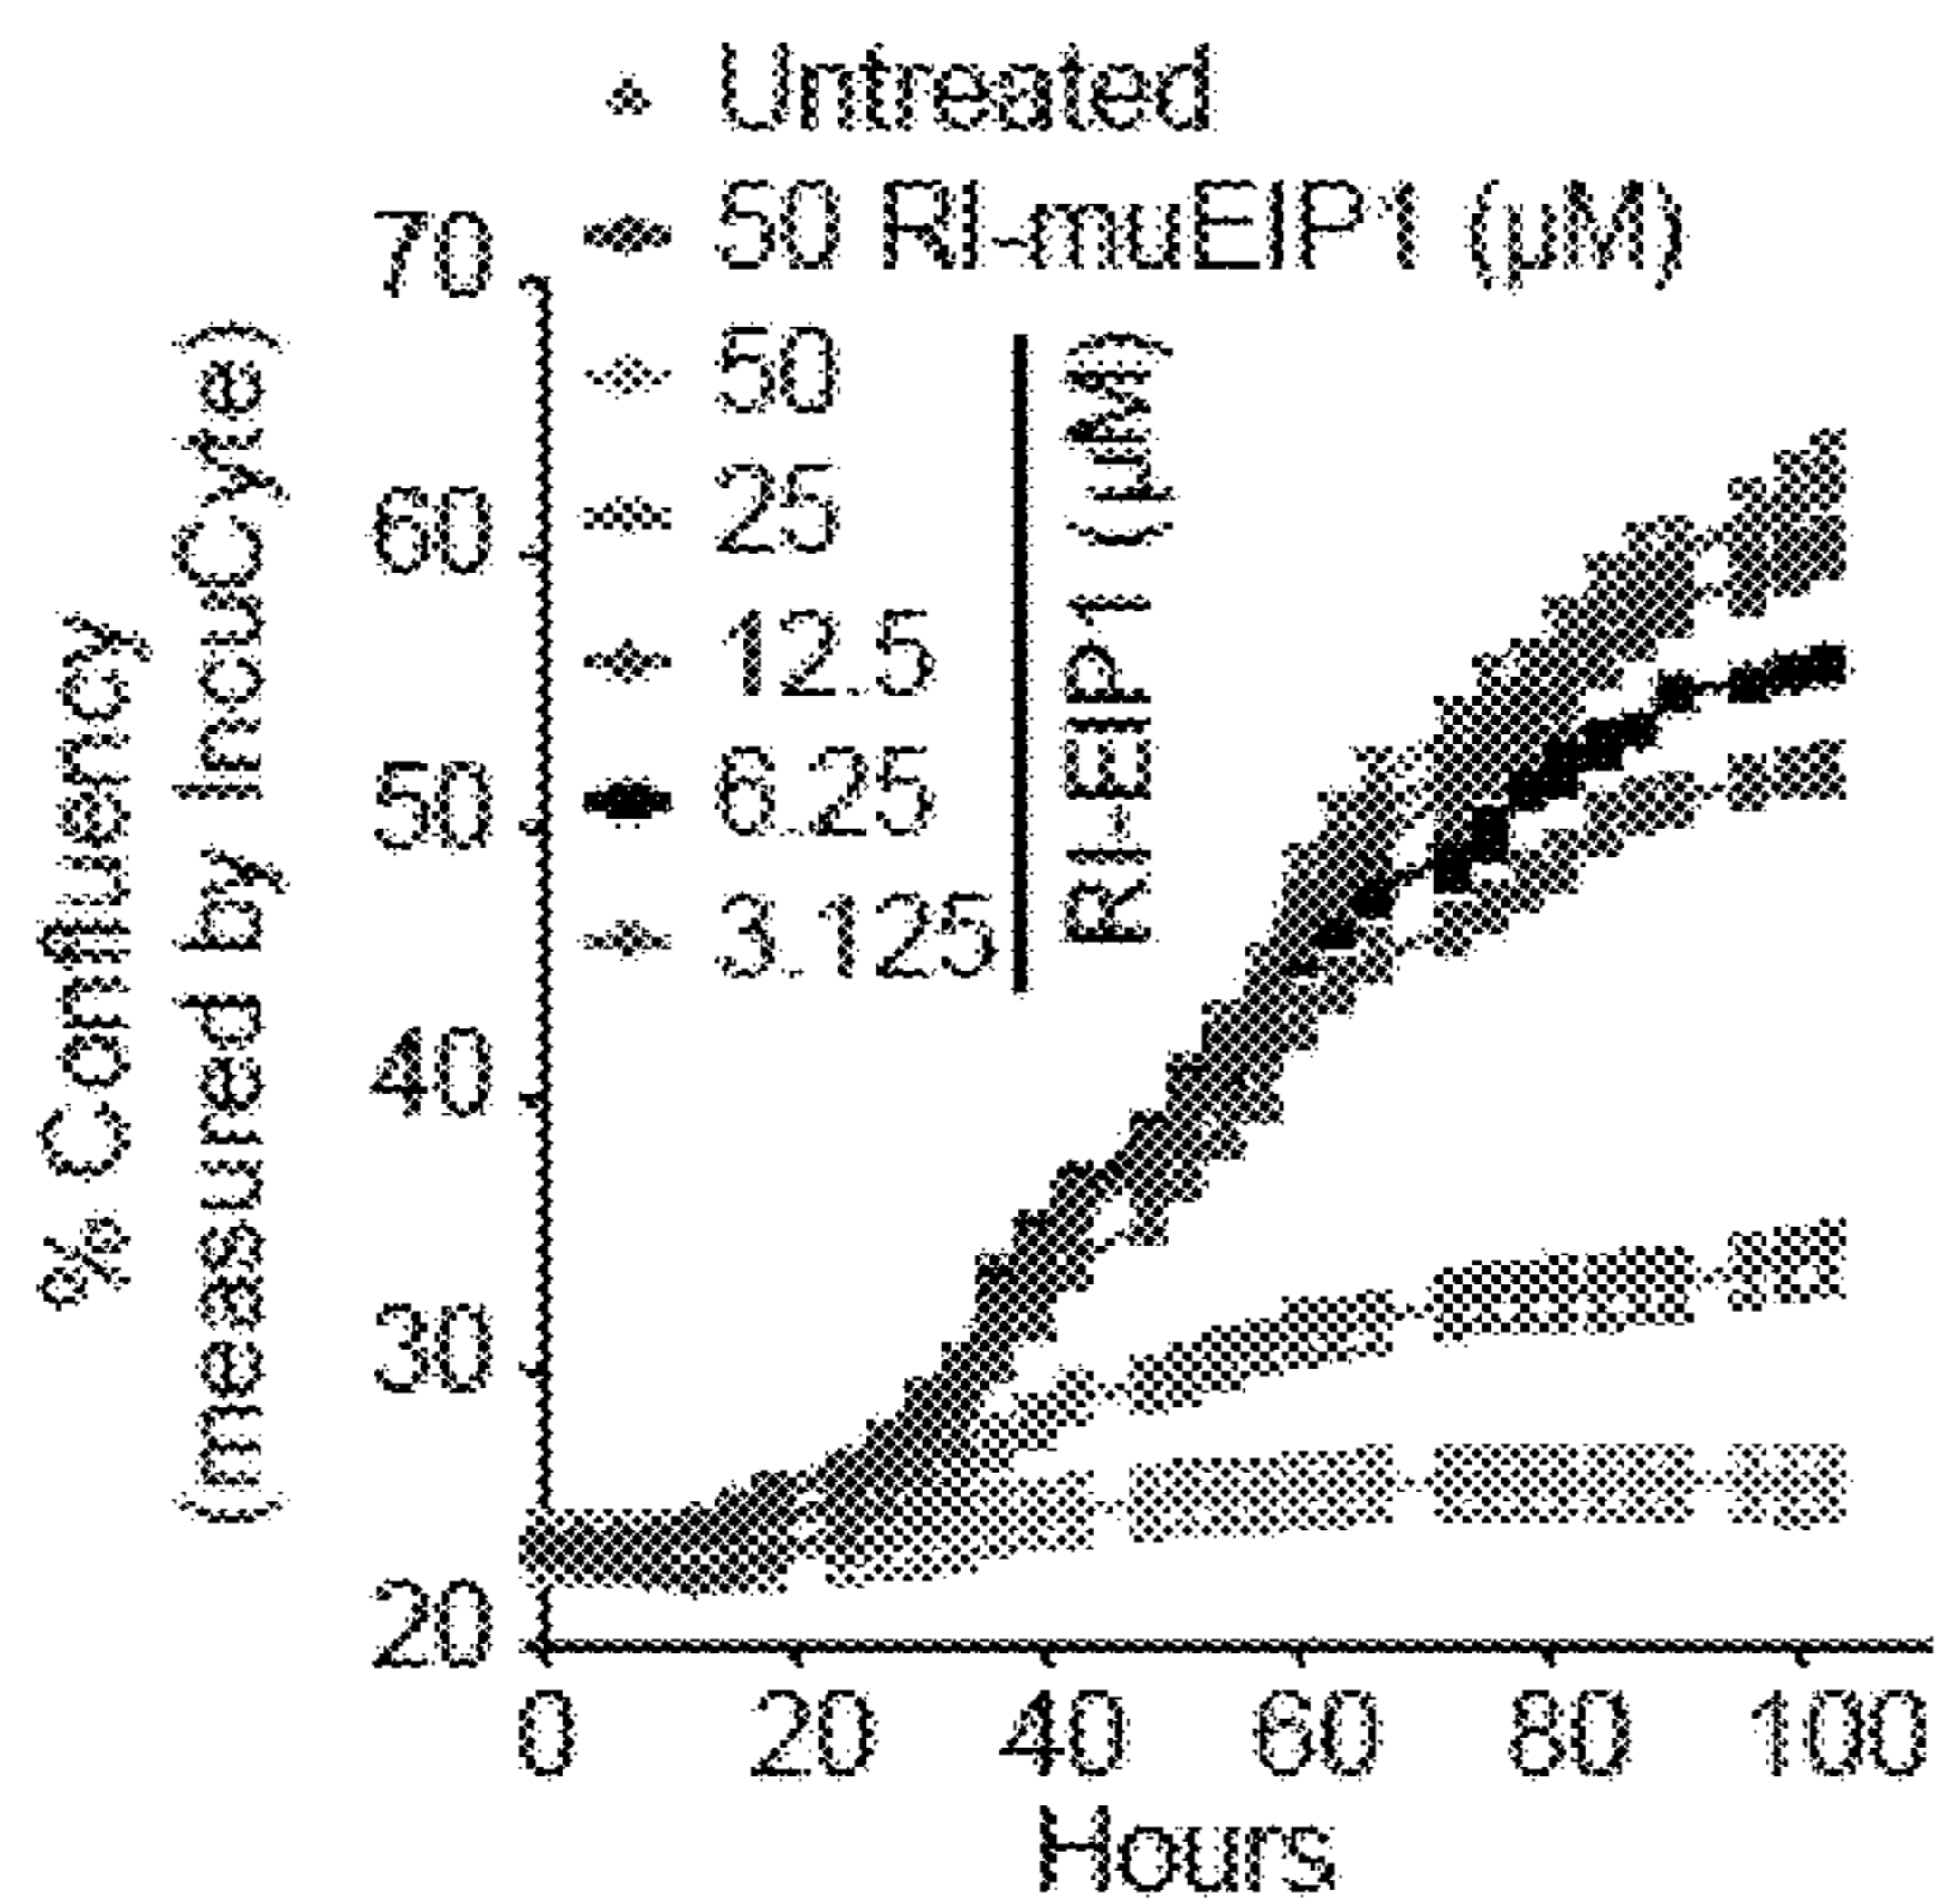 Untreated
50 RI-muEIP1 (µM)
50
25
12.5
6.25
3.125
RI-EIP1 (µM)
% Confluency
(measured by IncuCyte)
70
60
50
40
30
20
0 20 40 60 80 100
Hours